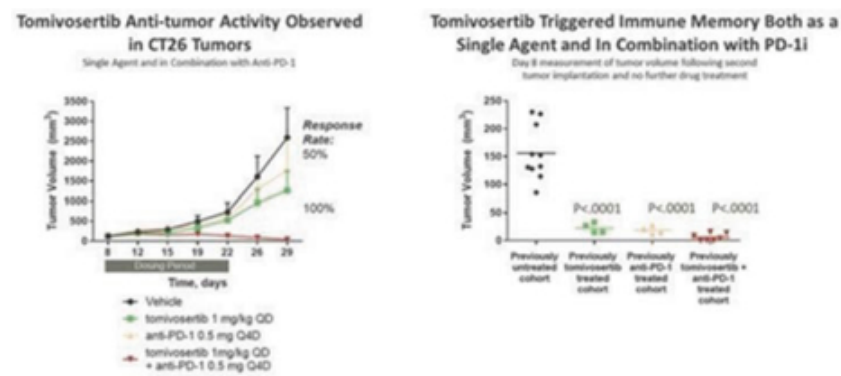 Tomivosertib Anti-tumor Activity Observed
in CT26 Tumors
Single Agent and in Combination with Anti-PD-1
Tumor Volume (mm³)
3500
3000
2500
2000
1500
1000
500
0
8 12 15 19 22 26 29
Dosing Period
Time, days
Response
Rate:
50%
100%
Vehicle
tomivosertib 1 mg/kg QD
anti-PD-1 0.5 mg Q4D
tomivosertib 1mg/kg QD
+ anti-PD-1 0.5 mg Q4D
Tomivosertib Triggered Immune Memory Both as a
Single Agent and In Combination with PD-1i
Day 8 measurement of tumor volume following second
tumor implantation and no further drug treatment
Tumor Volume (mm³)
250
200
150
100
50
0
P<.0001 P<.0001 P<.0001
Previously untreated cohort
Previously tomivosertib treated cohort
Previously anti-PD-1 treated cohort
Previously tomivosertib + anti-PD-1 treated cohort